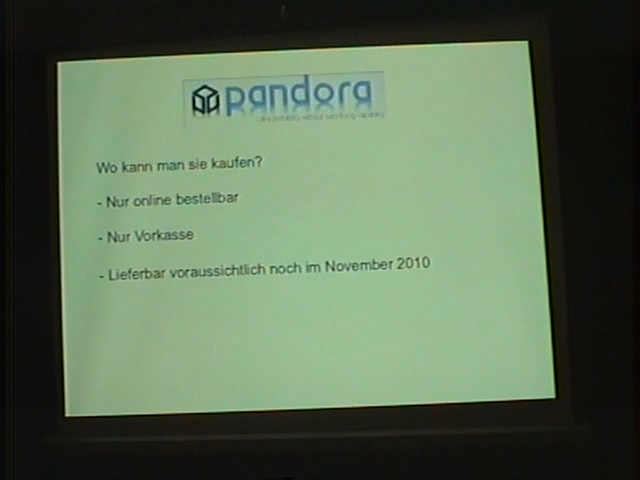 pandora
Wo kann man sie kaufen?
- Nur online bestellbar
- Nur Vorkasse
- Lieferbar voraussichtlich noch im November 2010